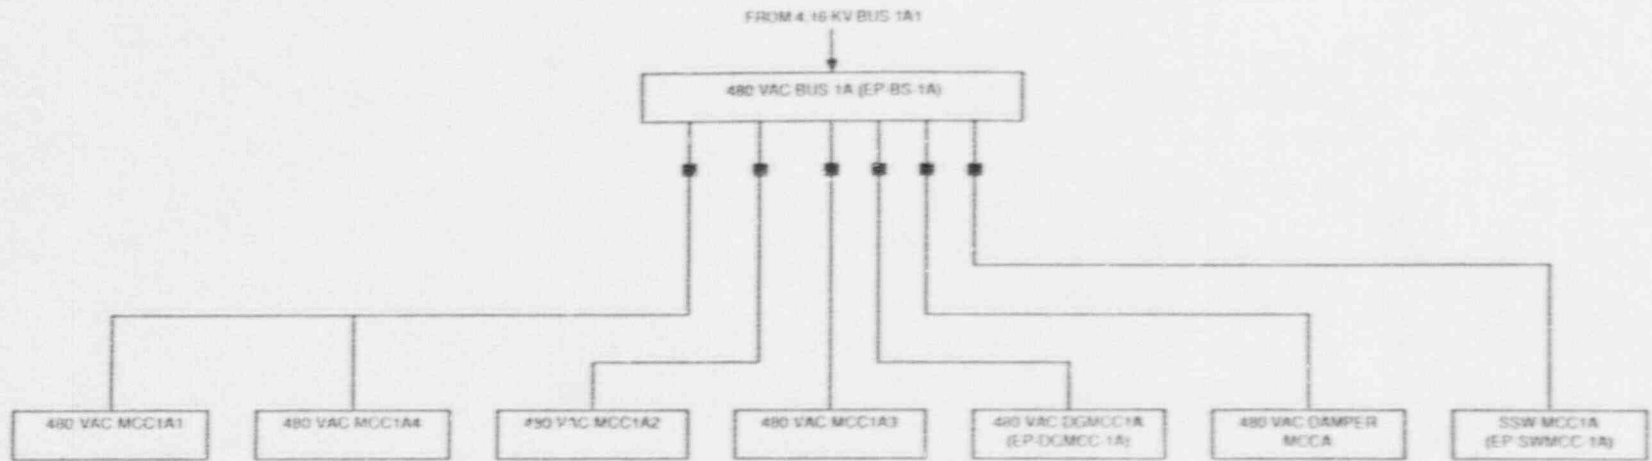 FROM 4.16 KV BUS 1A1
480 VAC BUS 1A (EP-BS-1A)
480 VAC MCC1A1
480 VAC MCC1A4
480 VAC MCC1A2
480 VAC MCC1A3
480 VAC DGMCC1A
(EP-DGMCC-1A)
480 VAC DAMPER
MCCA
SSW MCC1A
(EP-SWMCC-1A)